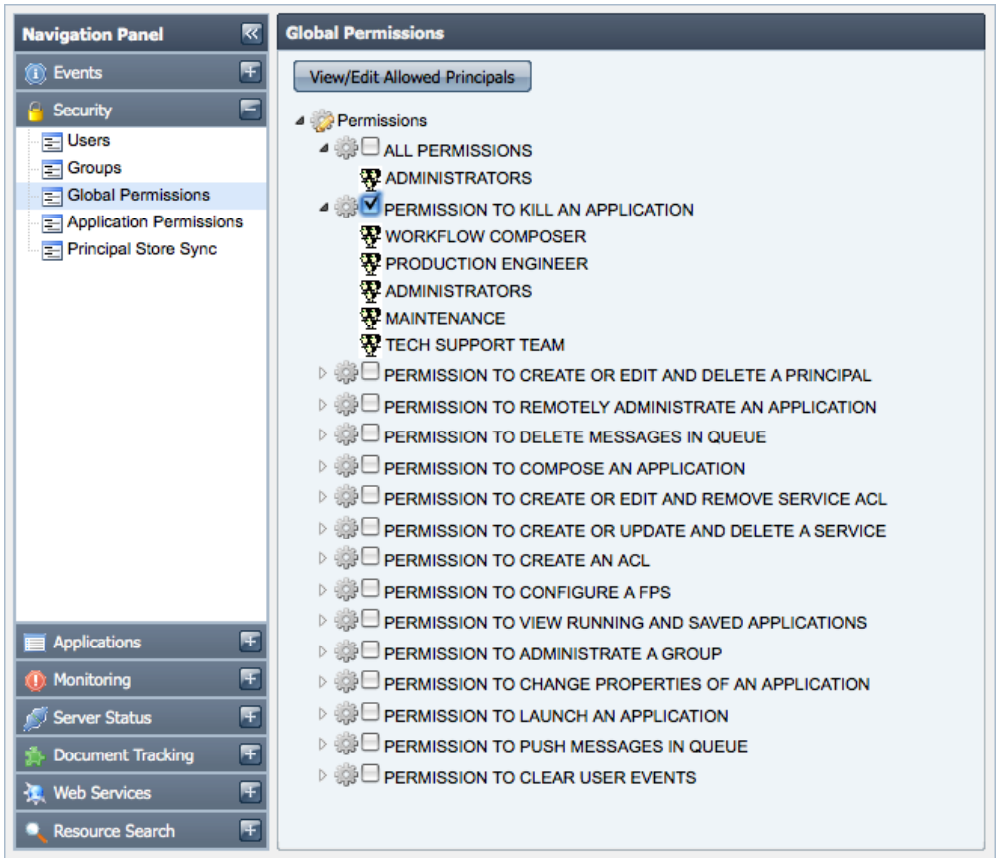 Navigation Panel
Events
Security
Users
Groups
Global Permissions
Application Permissions
Principal Store Sync
Applications
Monitoring
Server Status
Document Tracking
Web Services
Resource Search
Global Permissions
View/Edit Allowed Principals
Permissions
ALL PERMISSIONS
ADMINISTRATORS
PERMISSION TO KILL AN APPLICATION
WORKFLOW COMPOSER
PRODUCTION ENGINEER
ADMINISTRATORS
MAINTENANCE
TECH SUPPORT TEAM
PERMISSION TO CREATE OR EDIT AND DELETE A PRINCIPAL
PERMISSION TO REMOTELY ADMINISTRATE AN APPLICATION
PERMISSION TO DELETE MESSAGES IN QUEUE
PERMISSION TO COMPOSE AN APPLICATION
PERMISSION TO CREATE OR EDIT AND REMOVE SERVICE ACL
PERMISSION TO CREATE OR UPDATE AND DELETE A SERVICE
PERMISSION TO CREATE AN ACL
PERMISSION TO CONFIGURE A FPS
PERMISSION TO VIEW RUNNING AND SAVED APPLICATIONS
PERMISSION TO ADMINISTRATE A GROUP
PERMISSION TO CHANGE PROPERTIES OF AN APPLICATION
PERMISSION TO LAUNCH AN APPLICATION
PERMISSION TO PUSH MESSAGES IN QUEUE
PERMISSION TO CLEAR USER EVENTS